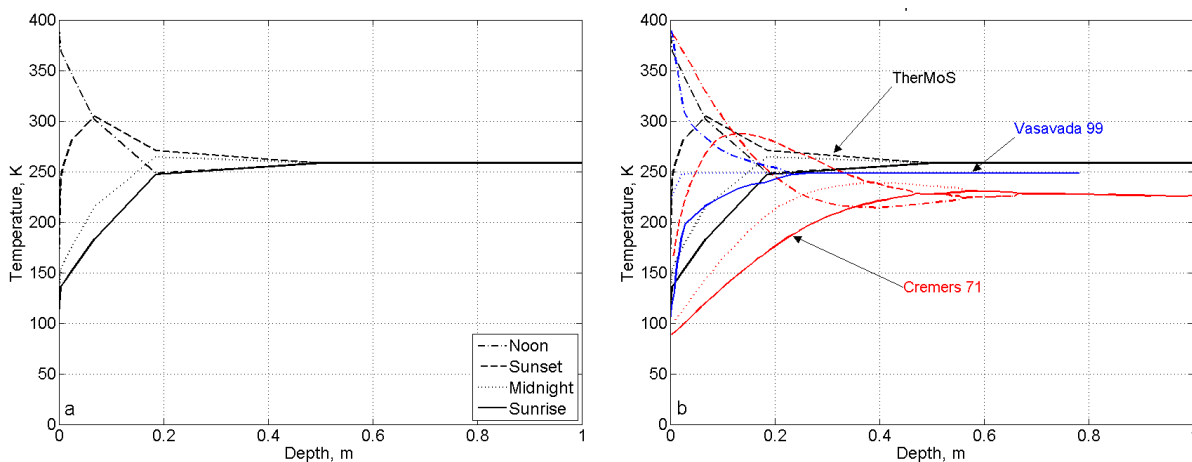 400
350
300
250
200
150
100
50
0
Temperature, K
0
0.2
0.4
0.6
0.8
1
Depth, m
a
Noon
Sunset
Midnight
Sunrise
400
350
300
250
200
150
100
50
0
Temperature, K
0
0.2
0.4
0.6
0.8
Depth, m
b
TherMoS
Vasavada 99
Cremers 71